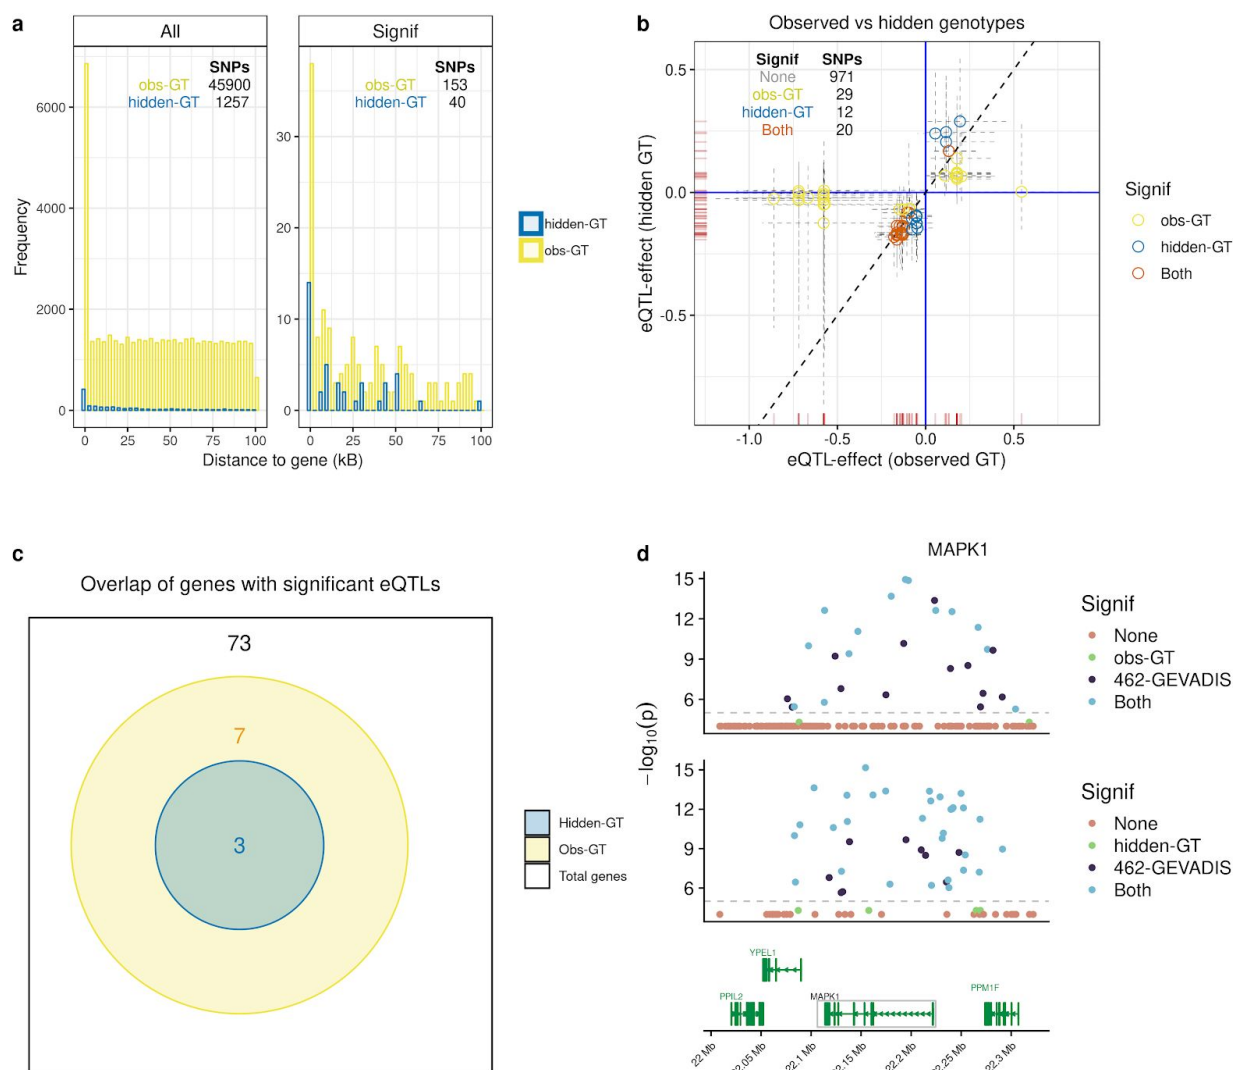 a
All
Signif
SNPs
obs-GT 45900
hidden-GT 1257
SNPs
obs-GT 153
hidden-GT 40
Frequency
6000
4000
2000
0
30
20
10
0
0 25 50 75 100
0 25 50 75 100
Distance to gene (kB)
hidden-GT
obs-GT
b
Observed vs hidden genotypes
Signif SNPs
None 971
obs-GT 29
hidden-GT 12
Both 20
eQTL-effect (hidden GT)
0.5
0.0
-0.5
-1.0 -0.5 0.0 0.5
eQTL-effect (observed GT)
Signif
obs-GT
hidden-GT
Both
c
Overlap of genes with significant eQTLs
73
7
3
Hidden-GT
Obs-GT
Total genes
d
MAPK1
−log10(p)
15
12
9
6
Signif
None
obs-GT
462-GEVADIS
Both
15
12
9
6
Signif
None
hidden-GT
462-GEVADIS
Both
YPEL1
PPIL2
MAPK1
PPM1F
22 Mb
22.05 Mb
22.1 Mb
22.15 Mb
22.2 Mb
22.25 Mb
22.3 Mb